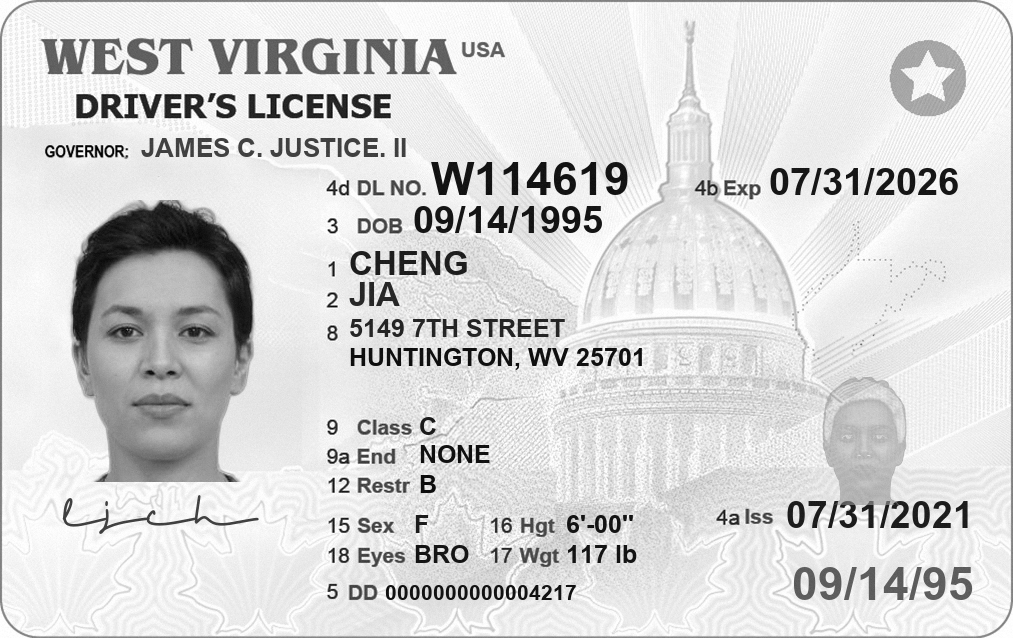 WEST VIRGINIA USA
DRIVER'S LICENSE
GOVERNOR: JAMES C. JUSTICE. II
4d DL NO. W114619 4b Exp 07/31/2026
3 DOB 09/14/1995
1 CHENG
2 JIA
8 5149 7TH STREET
HUNTINGTON, WV 25701
9 Class C
9a End NONE
12 Restr B
15 Sex F 16 Hgt 6'-00" 4a Iss 07/31/2021
18 Eyes BRO 17 Wgt 117 lb
5 DD 0000000000004217
09/14/95